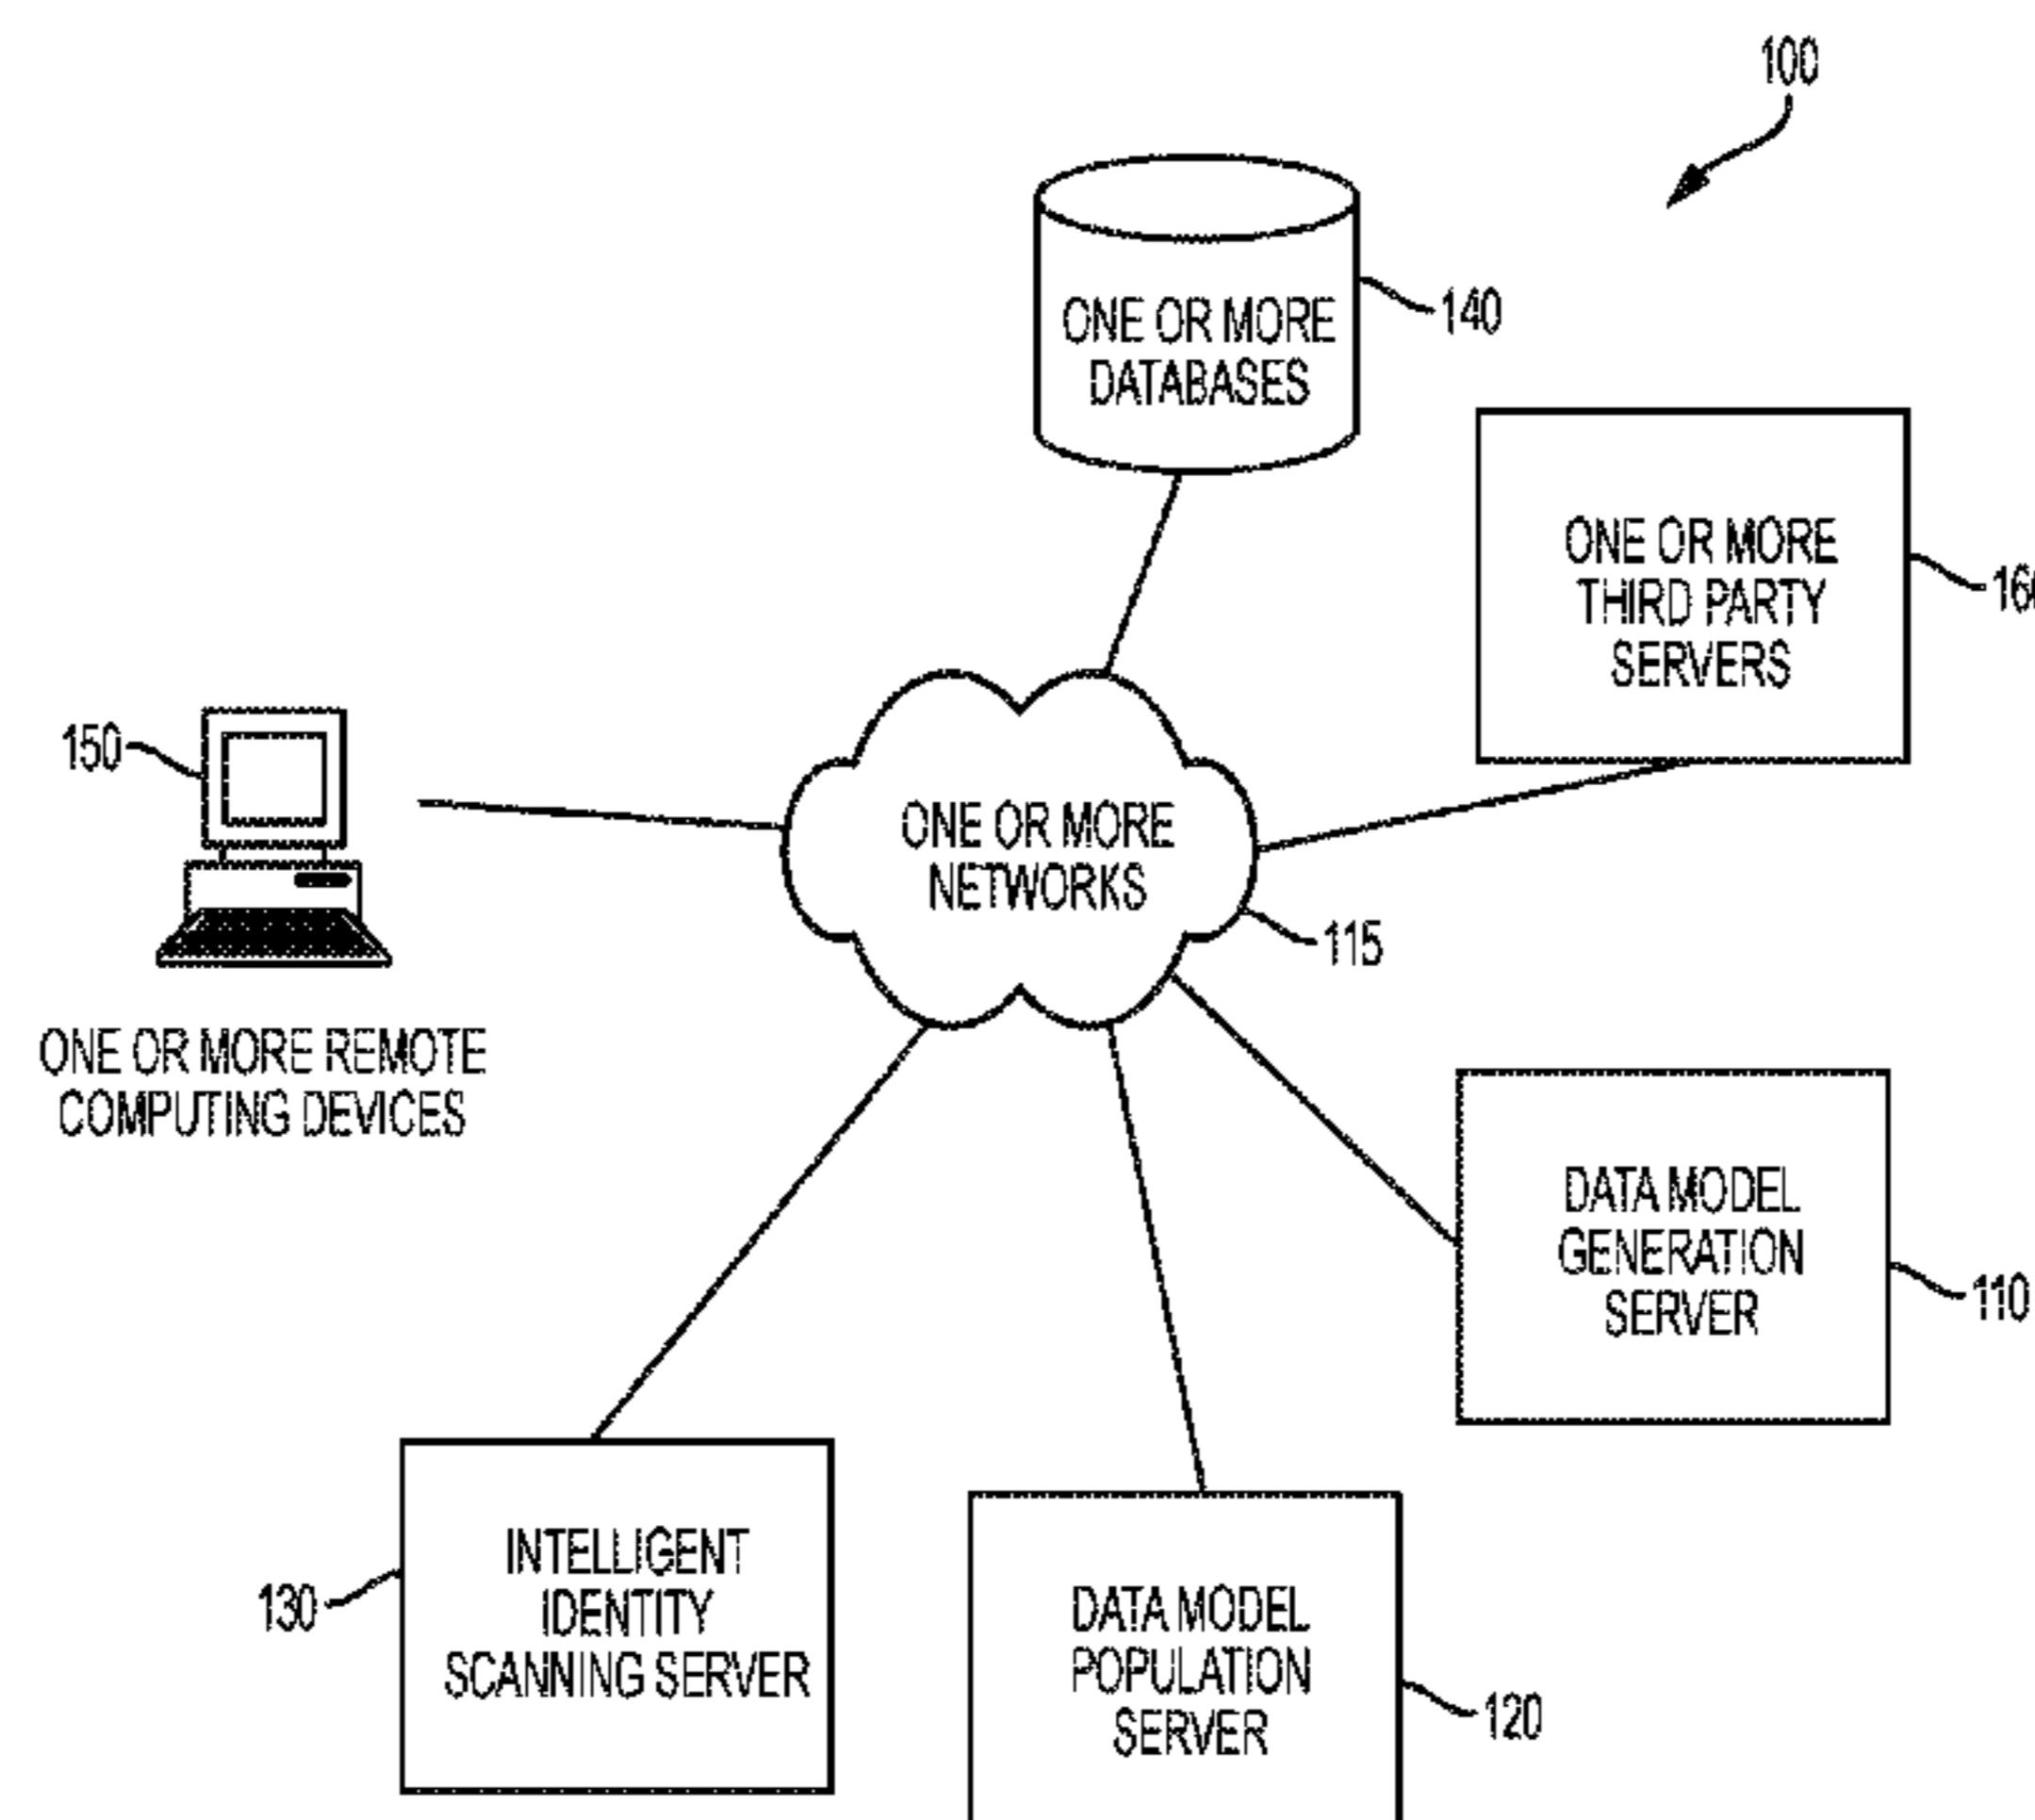 100
ONE OR MORE
DATABASES
140
ONE OR MORE
THIRD PARTY
SERVERS
150
ONE OR MORE
NETWORKS
115
ONE OR MORE REMOTE
COMPUTING DEVICES
DATA MODEL
GENERATION
SERVER
110
INTELLIGENT
IDENTITY
SCANNING SERVER
130
DATA MODEL
POPULATION
SERVER
120